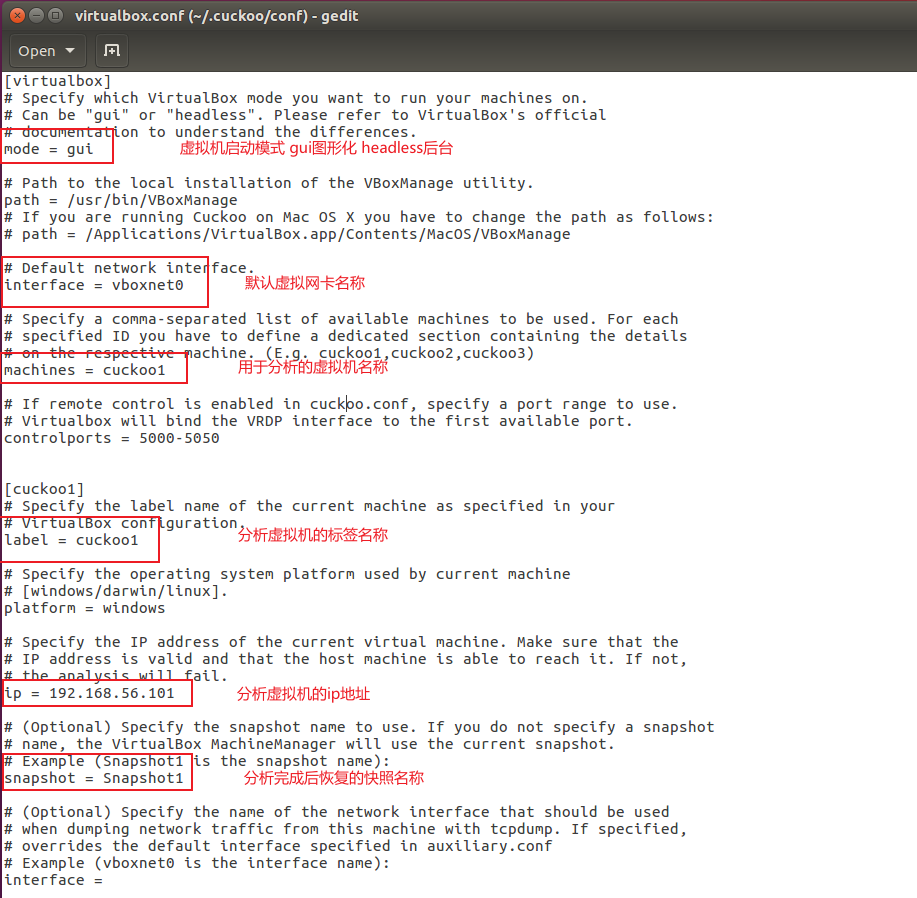 virtualbox.conf (~/.cuckoo/conf) - gedit
Open
[virtualbox]
# Specify which VirtualBox mode you want to run your machines on.
# Can be "gui" or "headless". Please refer to VirtualBox's official
# documentation to understand the differences.
mode = gui 虚拟机启动模式 gui图形化 headless后台
# Path to the local installation of the VBoxManage utility.
path = /usr/bin/VBoxManage
# If you are running Cuckoo on Mac OS X you have to change the path as follows:
# path = /Applications/VirtualBox.app/Contents/MacOS/VBoxManage
# Default network interface.
interface = vboxnet0 默认虚拟网卡名称
# Specify a comma-separated list of available machines to be used. For each
# specified ID you have to define a dedicated section containing the details
# on the respective machine. (E.g. cuckoo1,cuckoo2,cuckoo3)
machines = cuckoo1 用于分析的虚拟机名称
# If remote control is enabled in cuckoo.conf, specify a port range to use.
# Virtualbox will bind the VRDP interface to the first available port.
controlports = 5000-5050
[cuckoo1]
# Specify the label name of the current machine as specified in your
# VirtualBox configuration.
label = cuckoo1 分析虚拟机的标签名称
# Specify the operating system platform used by current machine
# [windows/darwin/linux].
platform = windows
# Specify the IP address of the current virtual machine. Make sure that the
# IP address is valid and that the host machine is able to reach it. If not,
# the analysis will fail.
ip = 192.168.56.101 分析虚拟机的ip地址
# (Optional) Specify the snapshot name to use. If you do not specify a snapshot
# name, the VirtualBox MachineManager will use the current snapshot.
# Example (Snapshot1 is the snapshot name):
snapshot = Snapshot1 分析完成后恢复的快照名称
# (Optional) Specify the name of the network interface that should be used
# when dumping network traffic from this machine with tcpdump. If specified,
# overrides the default interface specified in auxiliary.conf
# Example (vboxnet0 is the interface name):
interface =